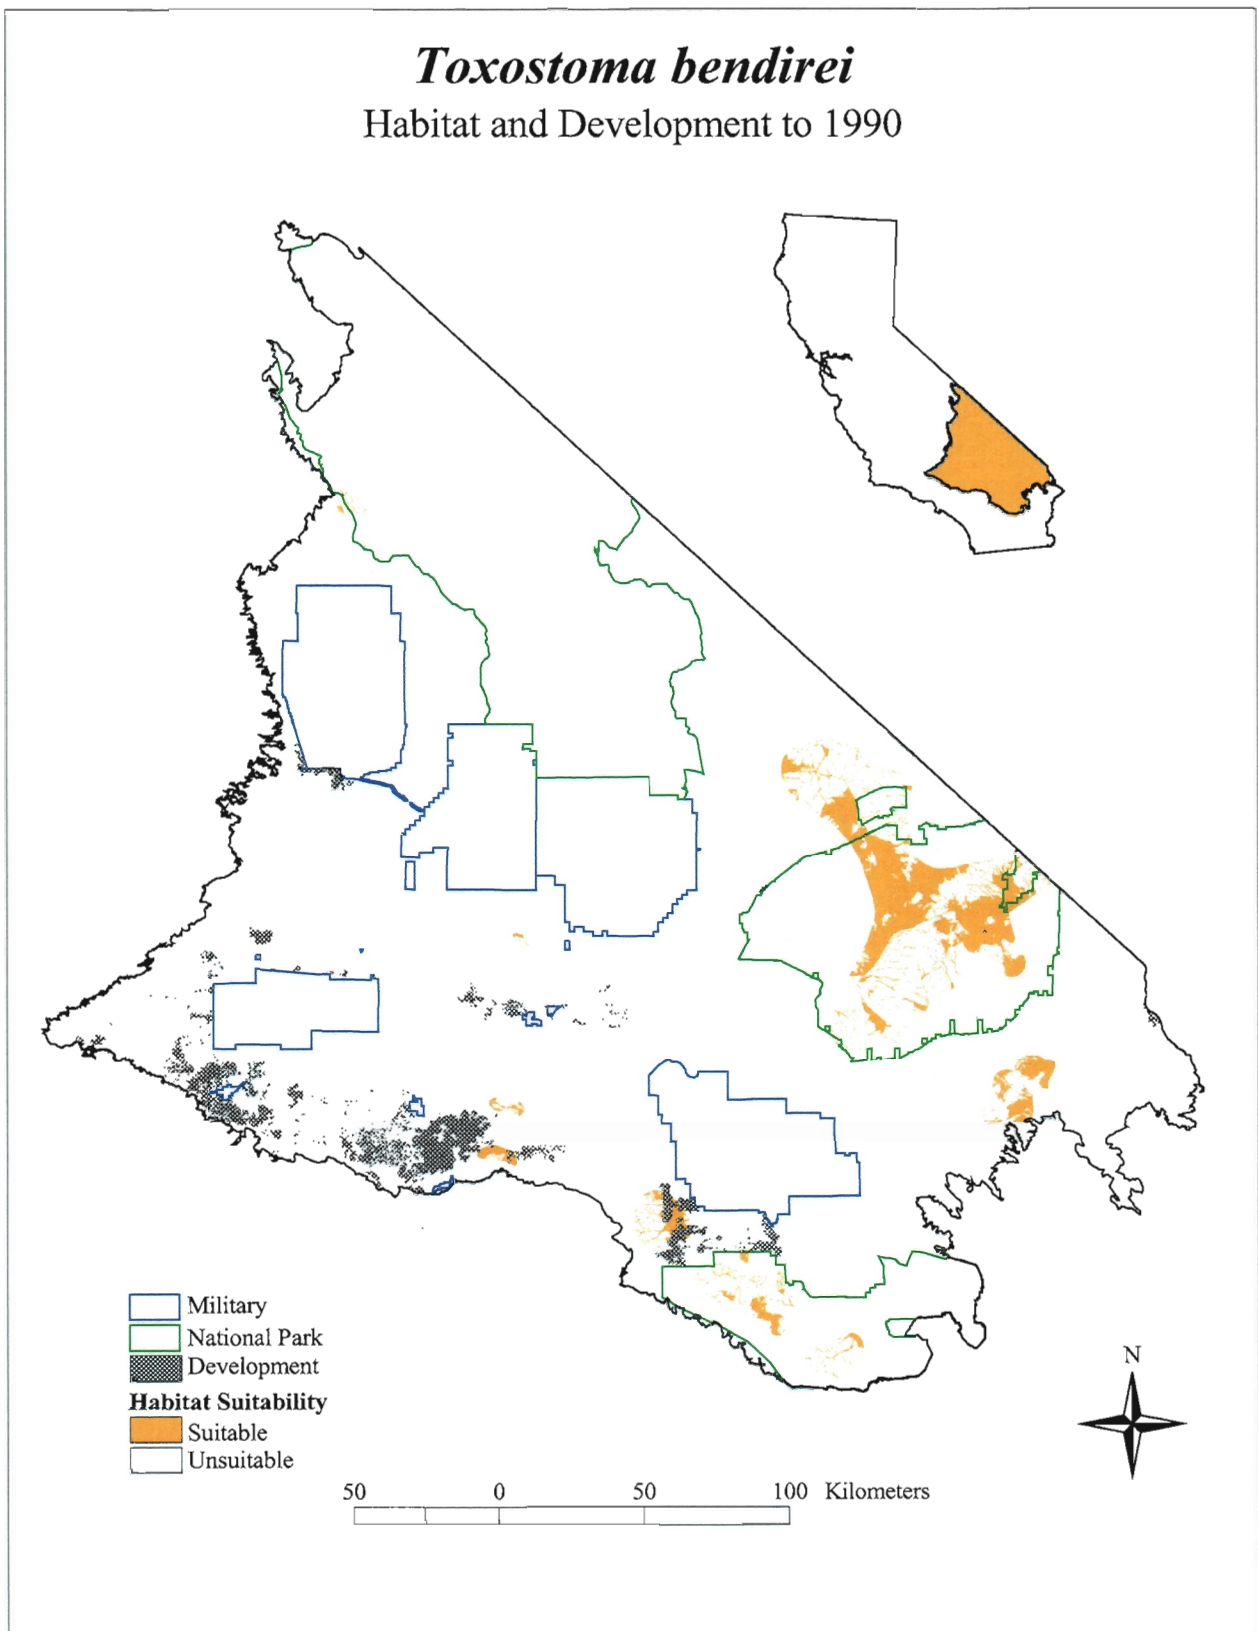 Toxostoma bendirei
Habitat and Development to 1990
Military
National Park
Development
Habitat Suitability
Suitable
Unsuitable
N
50 0 50 100 Kilometers